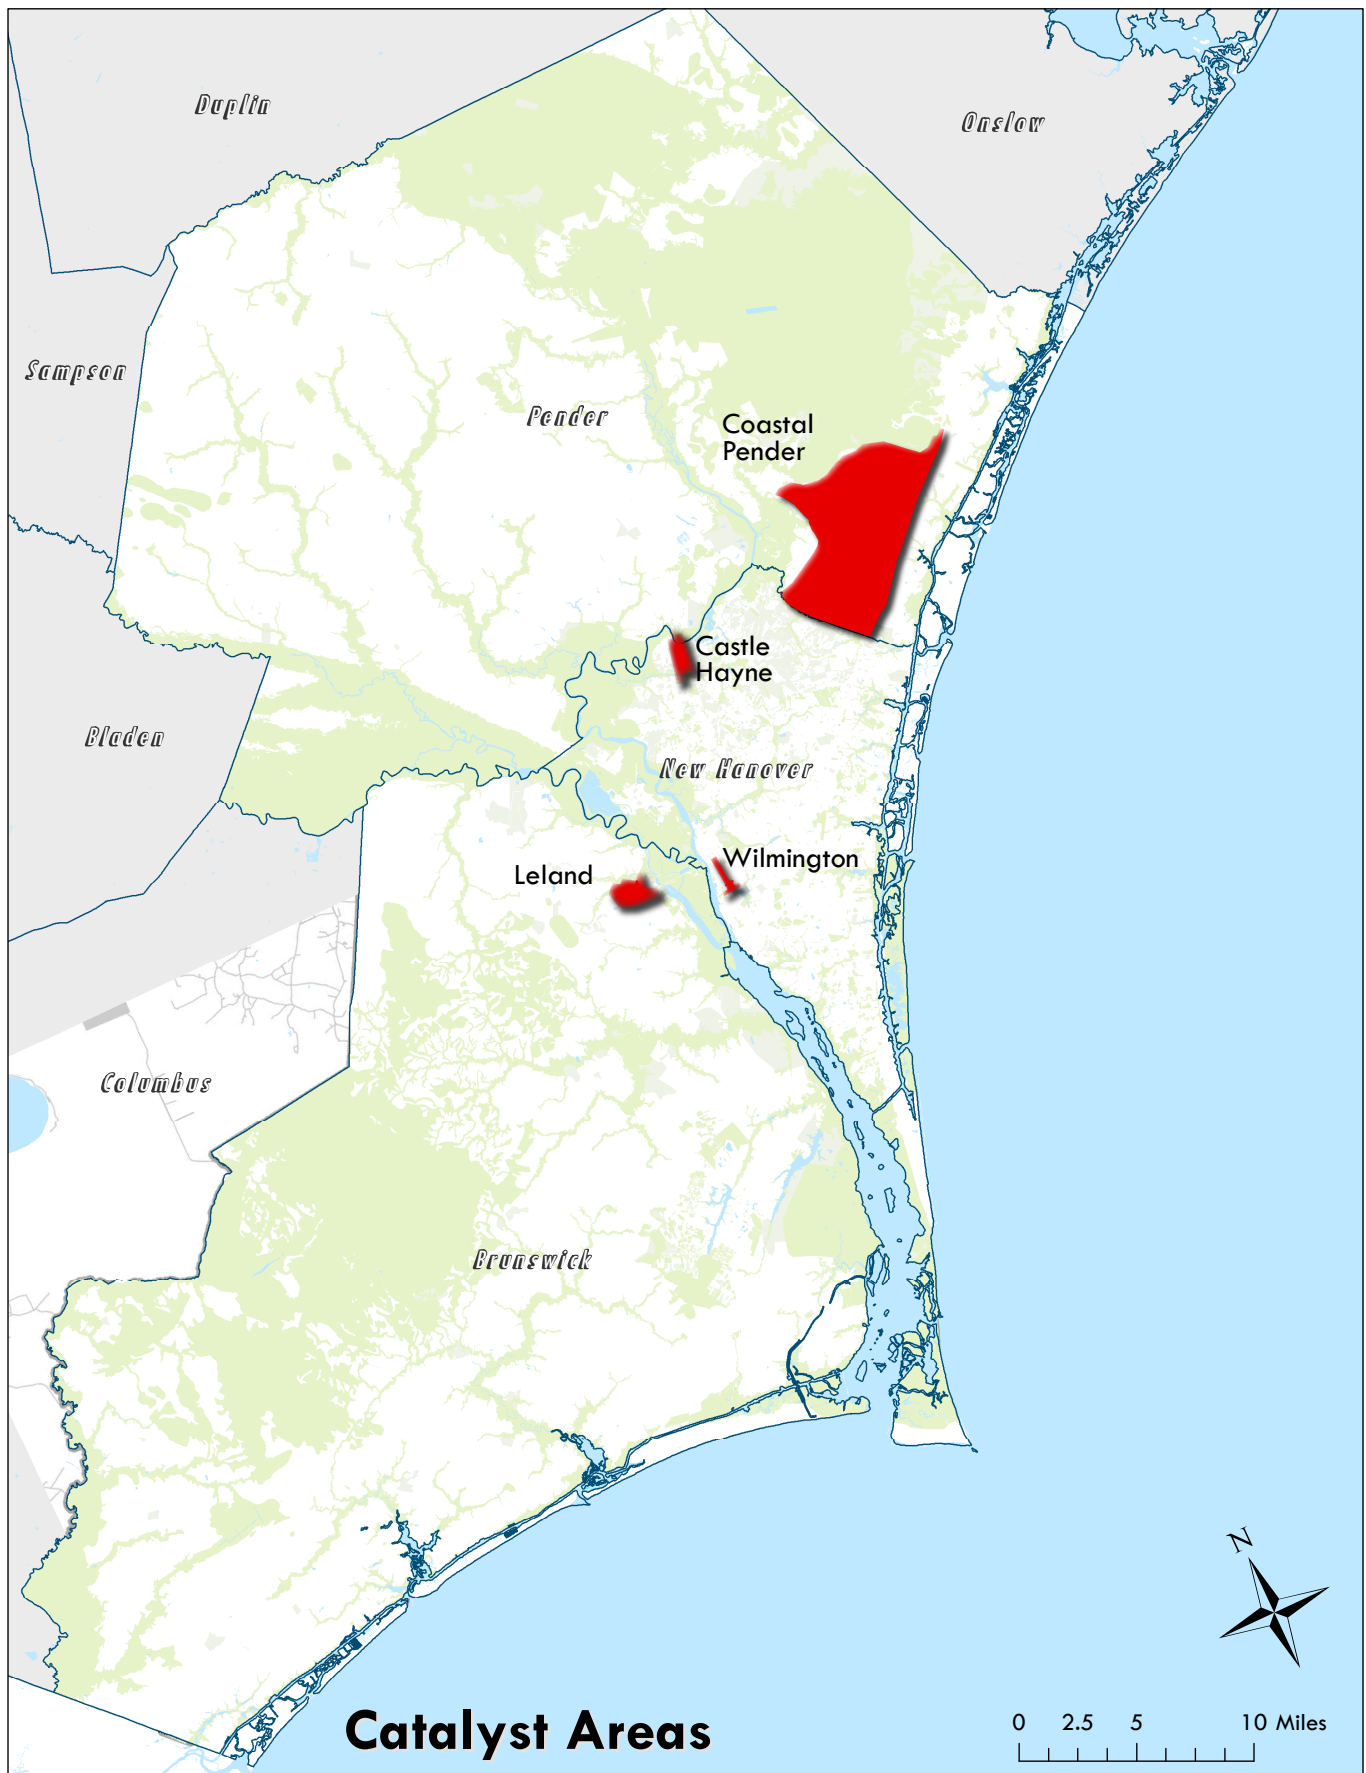 Duplin
Onslow
Sampson
Pender
Coastal
Pender
Castle
Hayne
Bladen
New Hanover
Wilmington
Leland
Columbus
Brunswick
N
Catalyst Areas
0 2.5 5 10 Miles